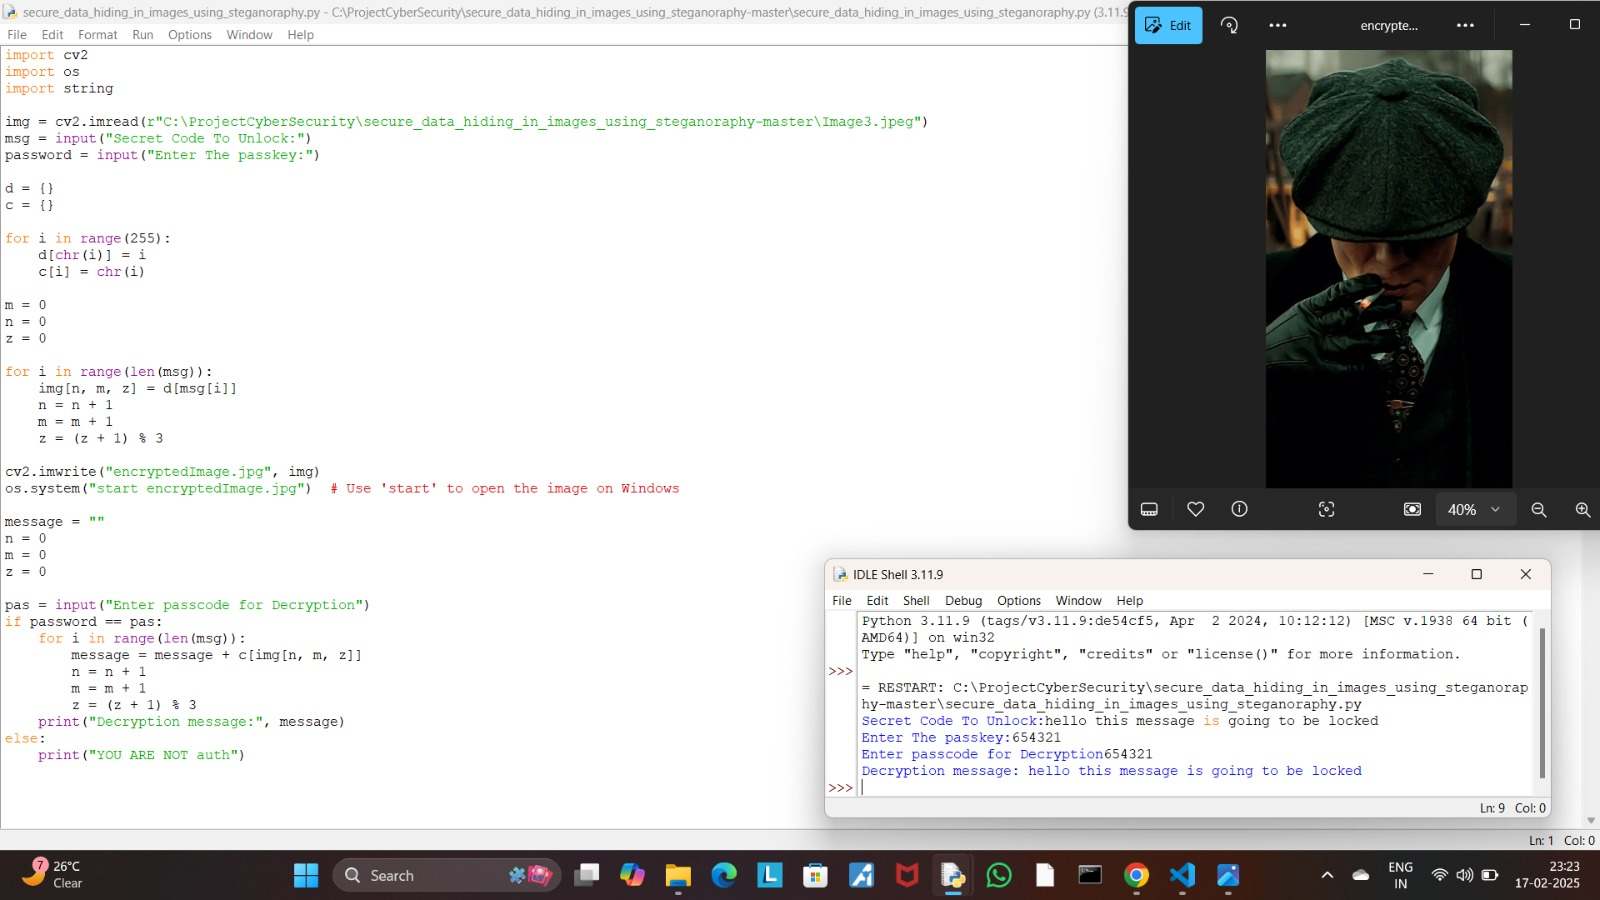 secure_data_hiding_in_images_using_steganoraphy.py - C:\ProjectCyberSecurity\secure_data_hiding_in_images_using_steganoraphy-master\secure_data_hiding_in_images_using_steganoraphy.py (3.11.9
File Edit Format Run Options Window Help
import cv2
import os
import string
img = cv2.imread(r"C:\ProjectCyberSecurity\secure_data_hiding_in_images_using_steganoraphy-master\Image3.jpeg")
msg = input("Secret Code To Unlock:")
password = input("Enter The passkey:")
d = {}
c = {}
for i in range(255):
    d[chr(i)] = i
    c[i] = chr(i)
m = 0
n = 0
z = 0
for i in range(len(msg)):
    img[n, m, z] = d[msg[i]]
    n = n + 1
    m = m + 1
    z = (z + 1) % 3
cv2.imwrite("encryptedImage.jpg", img)
os.system("start encryptedImage.jpg")  # Use 'start' to open the image on Windows
message = ""
n = 0
m = 0
z = 0
pas = input("Enter passcode for Decryption")
if password == pas:
    for i in range(len(msg)):
        message = message + c[img[n, m, z]]
        n = n + 1
        m = m + 1
        z = (z + 1) % 3
    print("Decryption message:", message)
else:
    print("YOU ARE NOT auth")
Edit
encrypte...
40%
IDLE Shell 3.11.9
File Edit Shell Debug Options Window Help
Python 3.11.9 (tags/v3.11.9:de54cf5, Apr  2 2024, 10:12:12) [MSC v.1938 64 bit (
AMD64)] on win32
Type "help", "copyright", "credits" or "license()" for more information.
>>>
= RESTART: C:\ProjectCyberSecurity\secure_data_hiding_in_images_using_steganorap
hy-master\secure_data_hiding_in_images_using_steganoraphy.py
Secret Code To Unlock:hello this message is going to be locked
Enter The passkey:654321
Enter passcode for Decryption654321
Decryption message: hello this message is going to be locked
>>>
Ln: 9 Col: 0
Ln: 1 Col: 0
7
26°C
Clear
Search
L
ENG
IN
23:23
17-02-2025